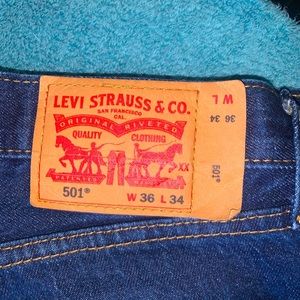 LEVI STRAUSS & CO.
SAN FRANCISCO
CAL
ORIGINAL RIVETED
QUALITY CLOTHING
XX
501®
W 36 L 34
W L
36 34
501®